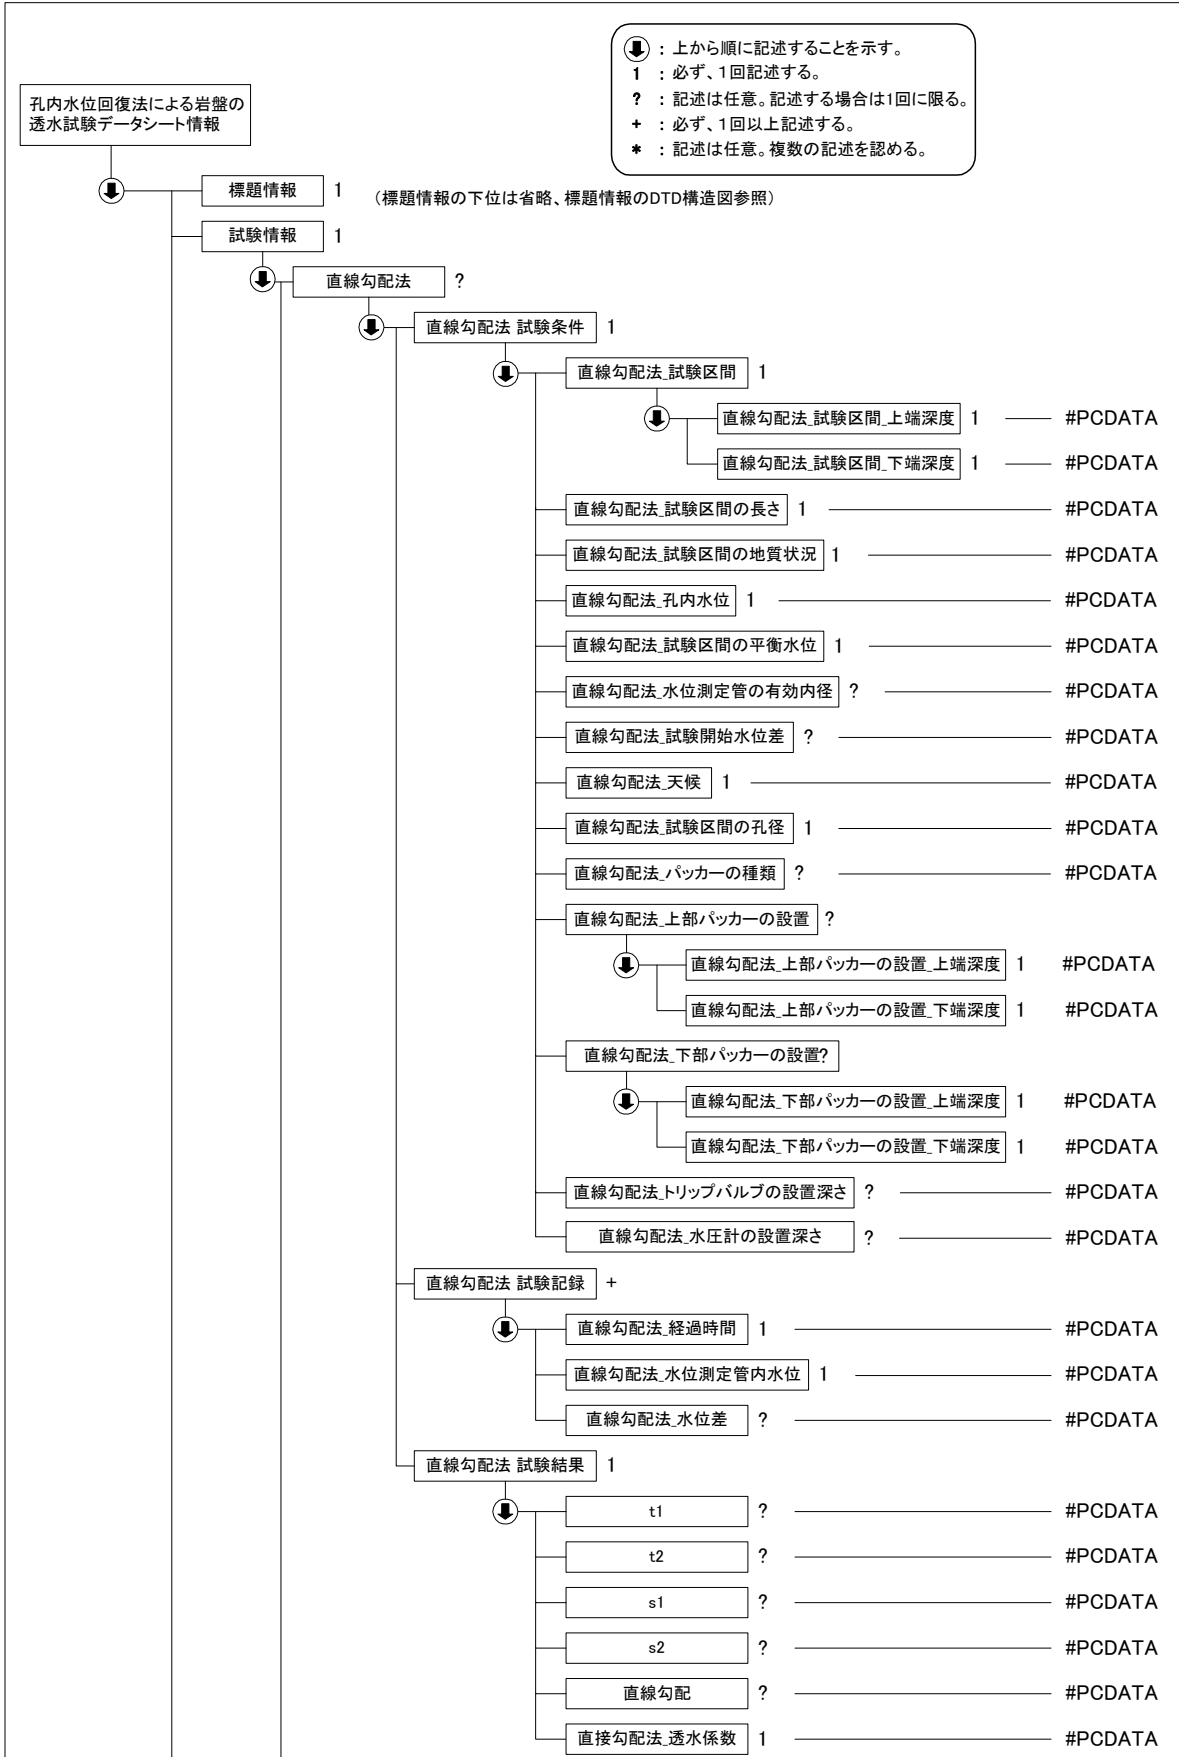 ：上から順に記述することを示す。
1 ：必ず、1回記述する。
? ：記述は任意。記述する場合は1回に限る。
+ ：必ず、1回以上記述する。
* ：記述は任意。複数の記述を認める。
孔内水位回復法による岩盤の
透水試験データシート情報
標題情報 1 （標題情報の下位は省略、標題情報のDTD構造図参照）
試験情報 1
直線勾配法 ?
直線勾配法 試験条件 1
直線勾配法_試験区間 1
直線勾配法_試験区間_上端深度 1 #PCDATA
直線勾配法_試験区間_下端深度 1 #PCDATA
直線勾配法_試験区間の長さ 1 #PCDATA
直線勾配法_試験区間の地質状況 1 #PCDATA
直線勾配法_孔内水位 1 #PCDATA
直線勾配法_試験区間の平衡水位 1 #PCDATA
直線勾配法_水位測定管の有効内径 ? #PCDATA
直線勾配法_試験開始水位差 ? #PCDATA
直線勾配法_天候 1 #PCDATA
直線勾配法_試験区間の孔径 1 #PCDATA
直線勾配法_パッカーの種類 ? #PCDATA
直線勾配法_上部パッカーの設置 ?
直線勾配法_上部パッカーの設置_上端深度 1 #PCDATA
直線勾配法_上部パッカーの設置_下端深度 1 #PCDATA
直線勾配法_下部パッカーの設置?
直線勾配法_下部パッカーの設置_上端深度 1 #PCDATA
直線勾配法_下部パッカーの設置_下端深度 1 #PCDATA
直線勾配法_トリップバルブの設置深さ ? #PCDATA
直線勾配法_水圧計の設置深さ ? #PCDATA
直線勾配法 試験記録 +
直線勾配法_経過時間 1 #PCDATA
直線勾配法_水位測定管内水位 1 #PCDATA
直線勾配法_水位差 ? #PCDATA
直線勾配法 試験結果 1
t1 ? #PCDATA
t2 ? #PCDATA
s1 ? #PCDATA
s2 ? #PCDATA
直線勾配 ? #PCDATA
直接勾配法_透水係数 1 #PCDATA